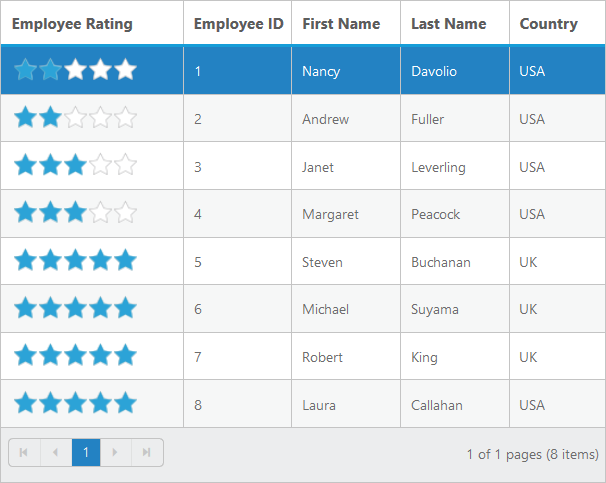 Employee Rating Employee ID First Name Last Name Country
1 Nancy Davolio USA
2 Andrew Fuller USA
3 Janet Leverling USA
4 Margaret Peacock USA
5 Steven Buchanan UK
6 Michael Suyama UK
7 Robert King UK
8 Laura Callahan USA
1 1 of 1 pages (8 items)